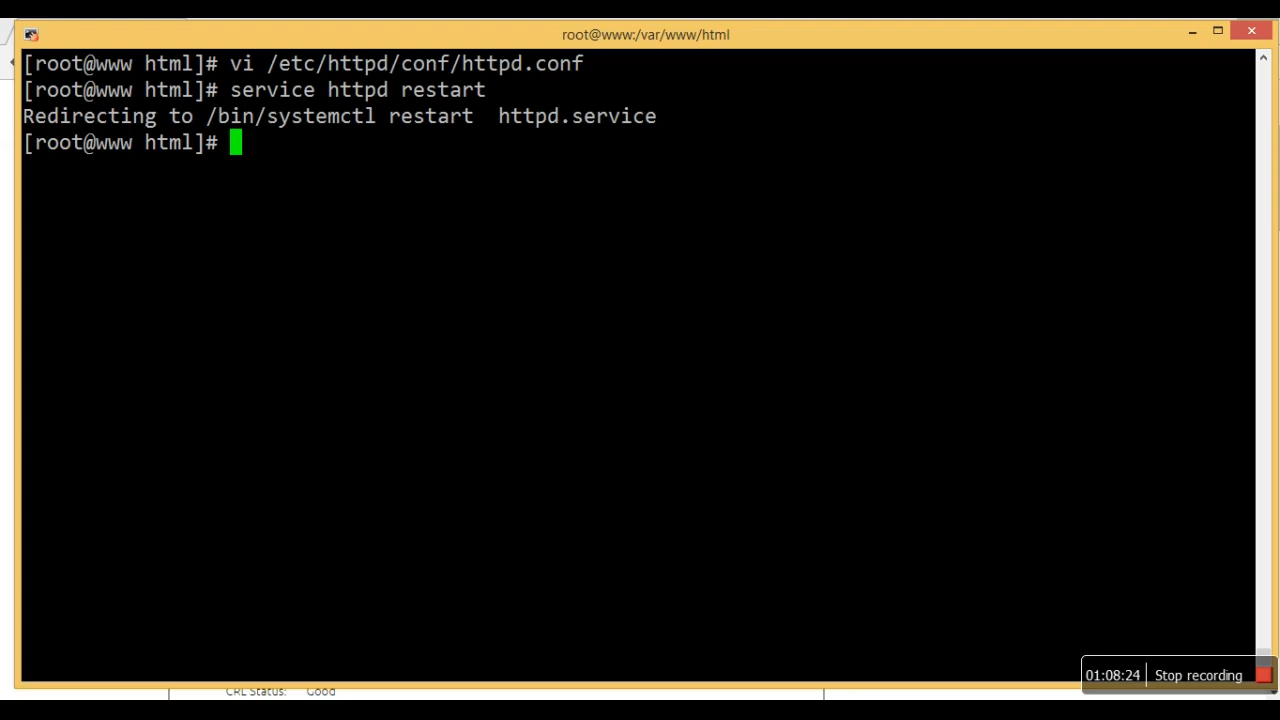 root@www:/var/www/html
[root@www html]# vi /etc/httpd/conf/httpd.conf
[root@www html]# service httpd restart
Redirecting to /bin/systemctl restart  httpd.service
[root@www html]#
01:08:24 Stop recording
CRL Status: Good